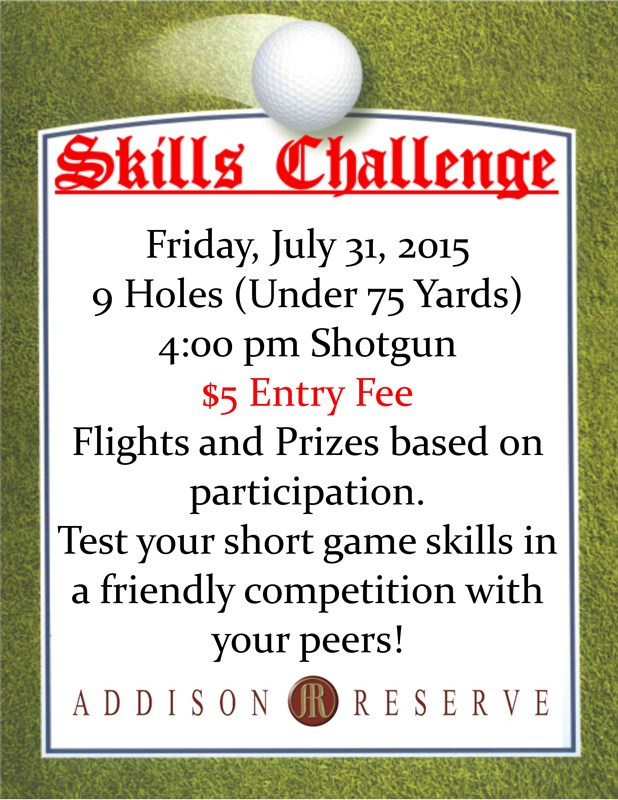 Skills Challenge
Friday, July 31, 2015
9 Holes (Under 75 Yards)
4:00 pm Shotgun
$5 Entry Fee
Flights and Prizes based on
participation.
Test your short game skills in
a friendly competition with
your peers!
ADDISON AR RESERVE